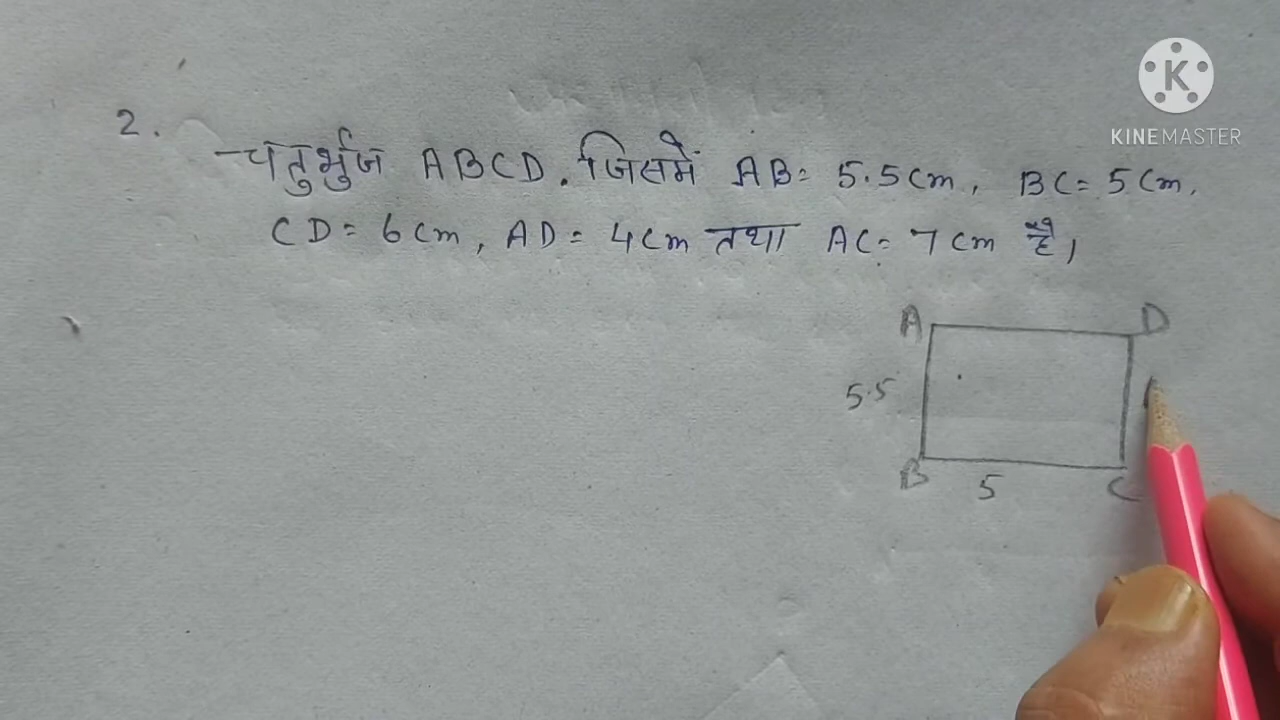 2.
चतुर्भुज ABCD. जिसमें AB = 5.5cm, BC = 5cm,
CD = 6cm, AD = 4cm तथा AC = 7cm है।
A D
5.5
B 5 C
K
KINEMASTER